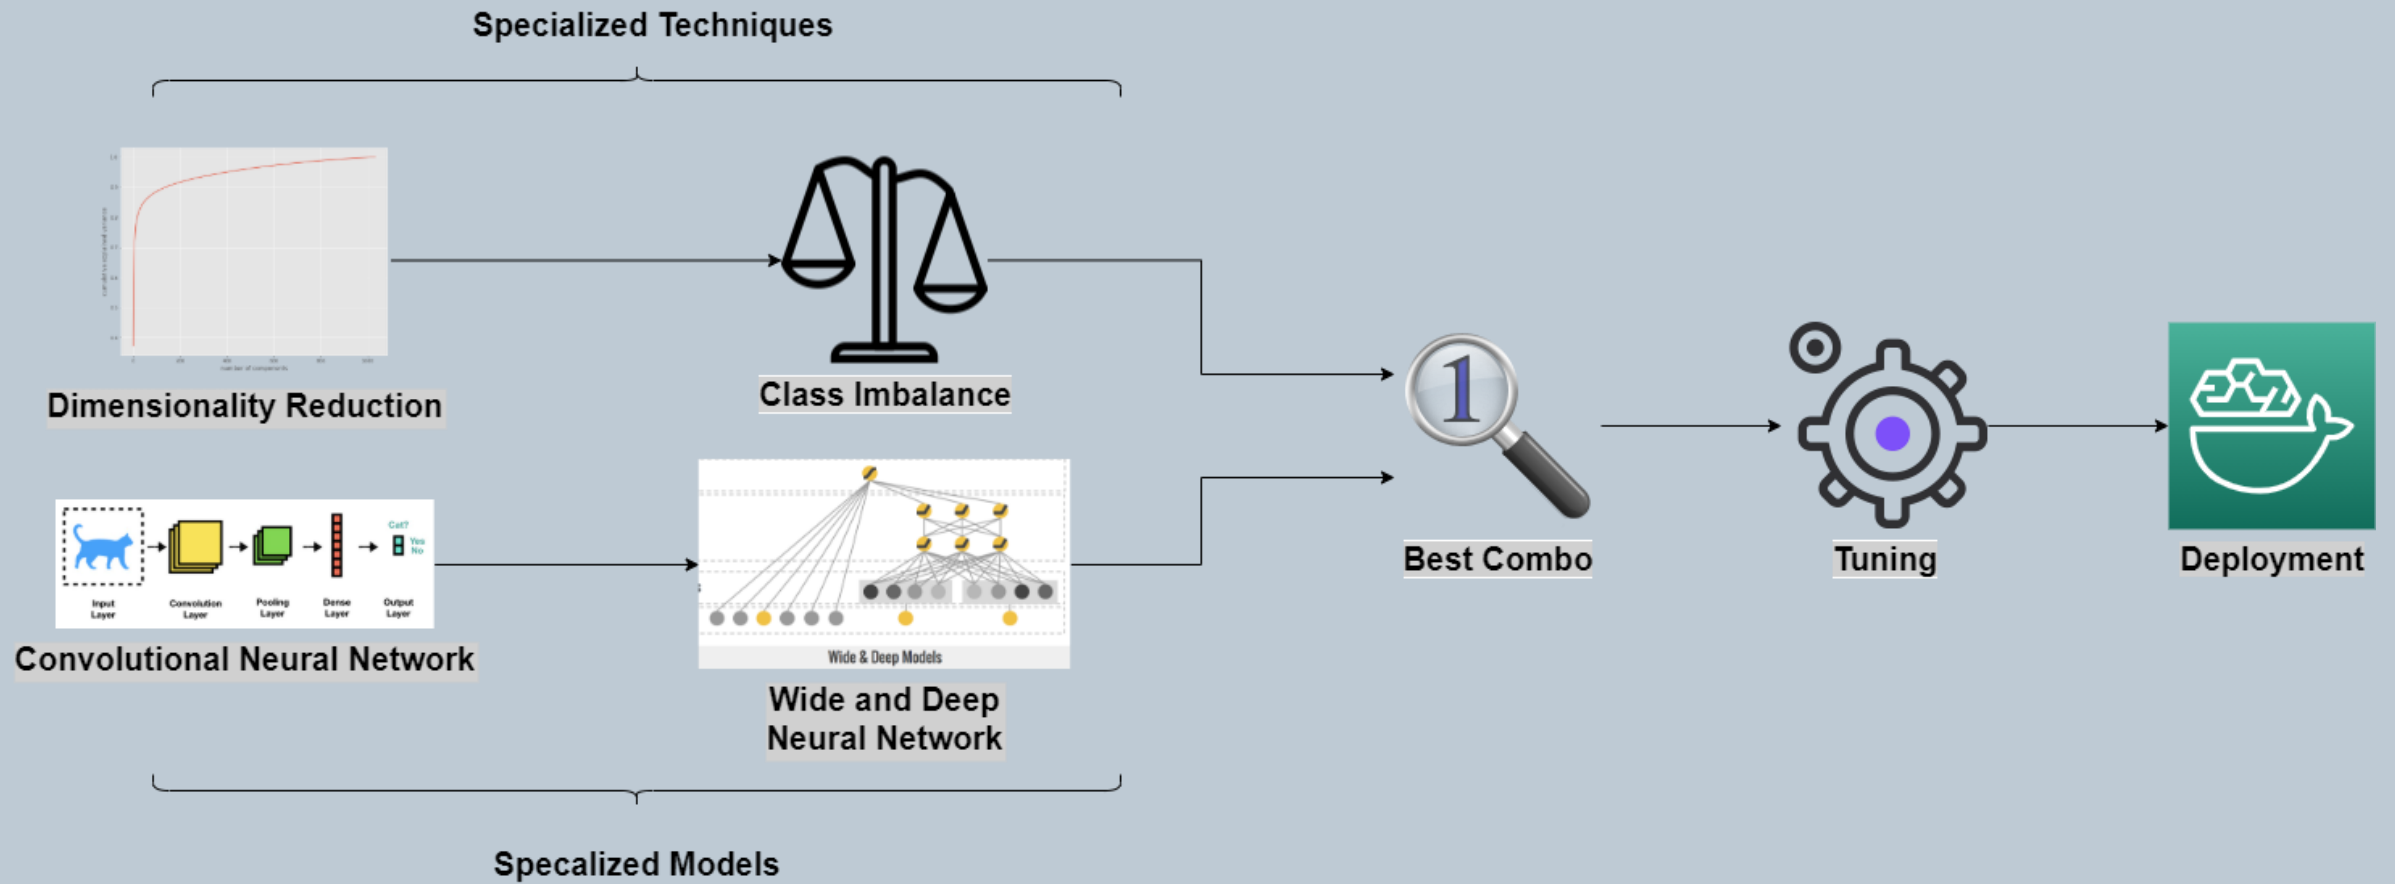 Specialized Techniques
Dimensionality Reduction
Class Imbalance
Cat?
Yes
No
Input
Layer
Convolution
Layer
Pooling
Layer
Dense
Layer
Output
Layer
Convolutional Neural Network
Wide & Deep Models
Wide and Deep
Neural Network
1
Best Combo
Tuning
Deployment
Specalized Models